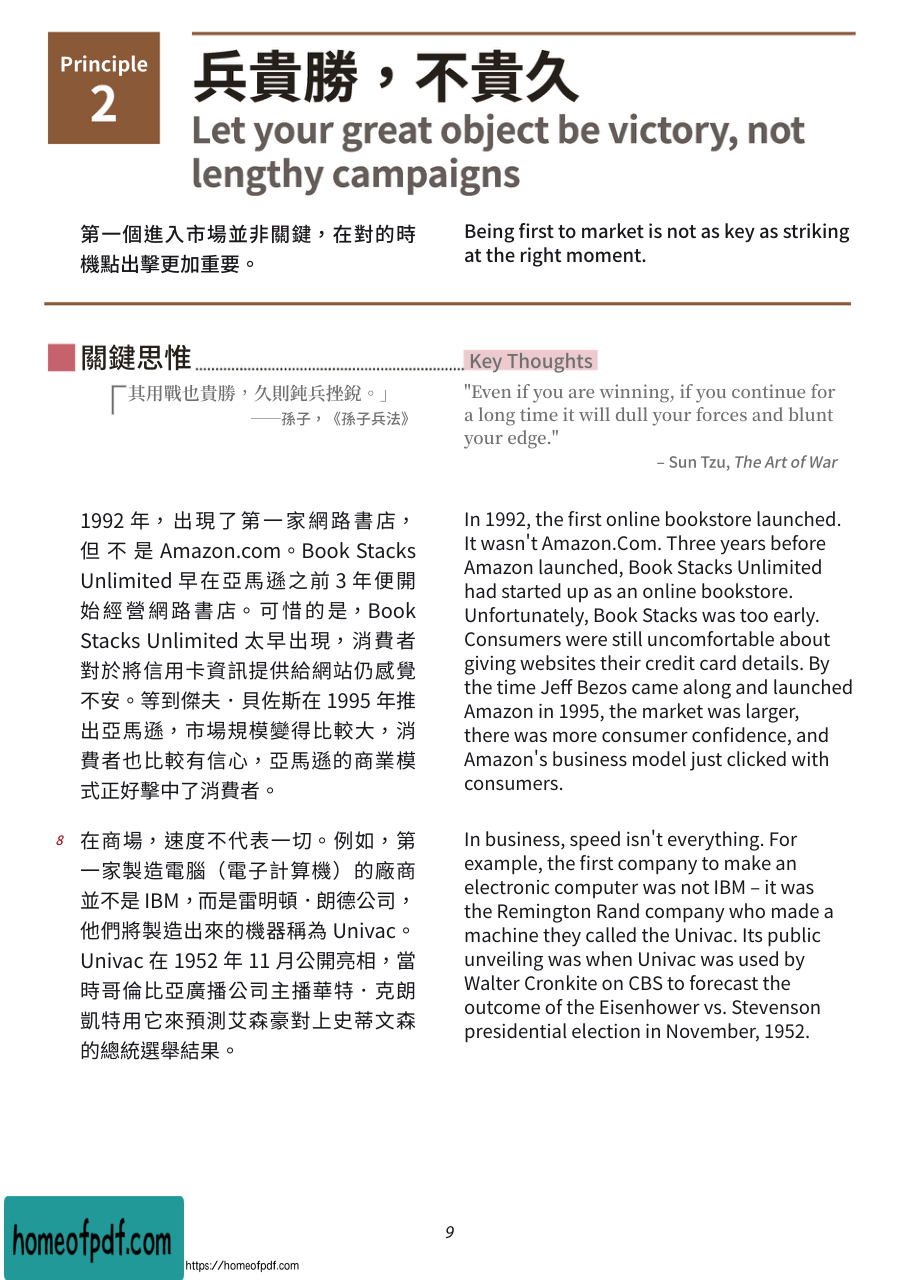 Principle
2
兵貴勝，不貴久
Let your great object be victory, not
lengthy campaigns
第一個進入市場並非關鍵，在對的時
機點出擊更加重要。
Being first to market is not as key as striking
at the right moment.
關鍵思惟
Key Thoughts
「其用戰也貴勝，久則鈍兵挫銳。」
——孫子，《孫子兵法》
"Even if you are winning, if you continue for
a long time it will dull your forces and blunt
your edge."
– Sun Tzu, The Art of War
1992 年，出現了第一家網路書店，
但不是 Amazon.com。Book Stacks
Unlimited 早在亞馬遜之前 3 年便開
始經營網路書店。可惜的是，Book
Stacks Unlimited 太早出現，消費者
對於將信用卡資訊提供給網站仍感覺
不安。等到傑夫．貝佐斯在 1995 年推
出亞馬遜，市場規模變得比較大，消
費者也比較有信心，亞馬遜的商業模
式正好擊中了消費者。
In 1992, the first online bookstore launched.
It wasn't Amazon.Com. Three years before
Amazon launched, Book Stacks Unlimited
had started up as an online bookstore.
Unfortunately, Book Stacks was too early.
Consumers were still uncomfortable about
giving websites their credit card details. By
the time Jeff Bezos came along and launched
Amazon in 1995, the market was larger,
there was more consumer confidence, and
Amazon's business model just clicked with
consumers.
8
在商場，速度不代表一切。例如，第
一家製造電腦（電子計算機）的廠商
並不是 IBM，而是雷明頓．朗德公司，
他們將製造出來的機器稱為 Univac。
Univac 在 1952 年 11 月公開亮相，當
時哥倫比亞廣播公司主播華特．克朗
凱特用它來預測艾森豪對上史蒂文森
的總統選舉結果。
In business, speed isn't everything. For
example, the first company to make an
electronic computer was not IBM – it was
the Remington Rand company who made a
machine they called the Univac. Its public
unveiling was when Univac was used by
Walter Cronkite on CBS to forecast the
outcome of the Eisenhower vs. Stevenson
presidential election in November, 1952.
9
homeofpdf.com
https://homeofpdf.com